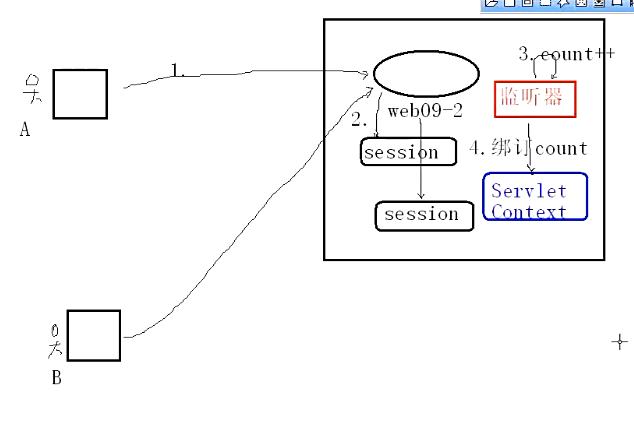 1.
A
3.count++
监听器
web09-2
2.
session
4.绑订count
session
Servlet
Context
B